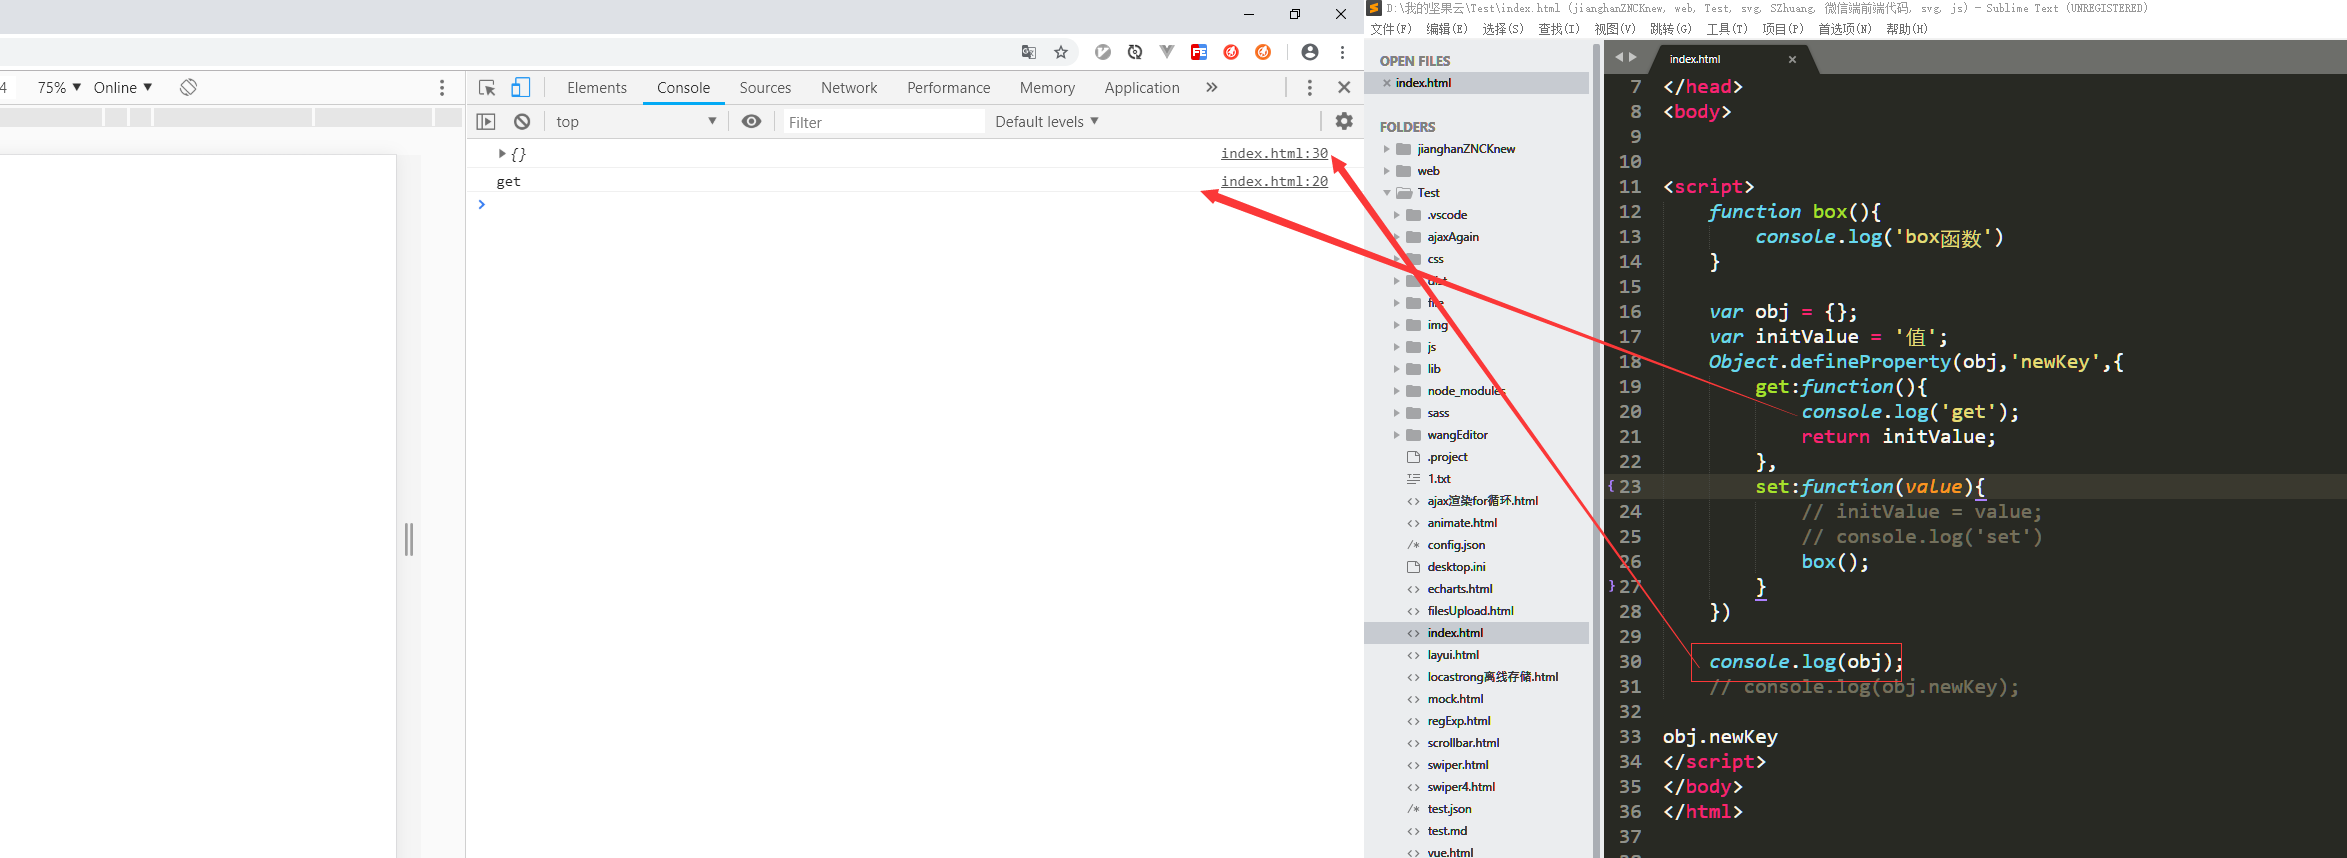 D:\我的坚果云\Test\index.html (jianghanZNCKnew, web, Test, svg, SZhuang, 微信端前端代码, svg, js) - Sublime Text (UNREGISTERED)
文件(F) 编辑(E) 选择(S) 查找(I) 视图(V) 跳转(G) 工具(T) 项目(P) 首选项(N) 帮助(H)
FE
4 75% ▼ Online ▼
Elements Console Sources Network Performance Memory Application »
top ▼ Filter Default levels ▼
▶ {} index.html:30
get index.html:20
>
OPEN FILES
× index.html
FOLDERS
jianghanZNCKnew
web
Test
.vscode
ajaxAgain
css
dist
file
img
js
lib
node_modules
sass
wangEditor
.project
1.txt
<> ajax渲染for循环.html
<> animate.html
/* config.json
desktop.ini
<> echarts.html
<> filesUpload.html
<> index.html
<> layui.html
<> locastrong离线存储.html
<> mock.html
<> regExp.html
<> scrollbar.html
<> swiper.html
<> swiper4.html
/* test.json
<> test.md
<> vue.html
index.html ×
7 </head>
8 <body>
9
10
11 <script>
12 function box(){
13 console.log('box函数')
14 }
15
16 var obj = {};
17 var initValue = '值';
18 Object.defineProperty(obj,'newKey',{
19 get:function(){
20 console.log('get');
21 return initValue;
22 },
{ 23 set:function(value){
24 // initValue = value;
25 // console.log('set')
26 box();
} 27 }
28 })
29
30 console.log(obj);
31 // console.log(obj.newKey);
32
33 obj.newKey
34 </script>
35 </body>
36 </html>
37